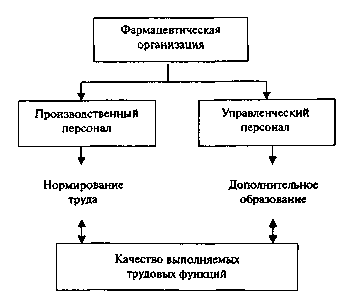 Фармацевтическая
организация
Производственный
персонал
Управленческий
персонал
Нормирование
труда
Дополнительное
образование
Качество выполняемых
трудовых функций